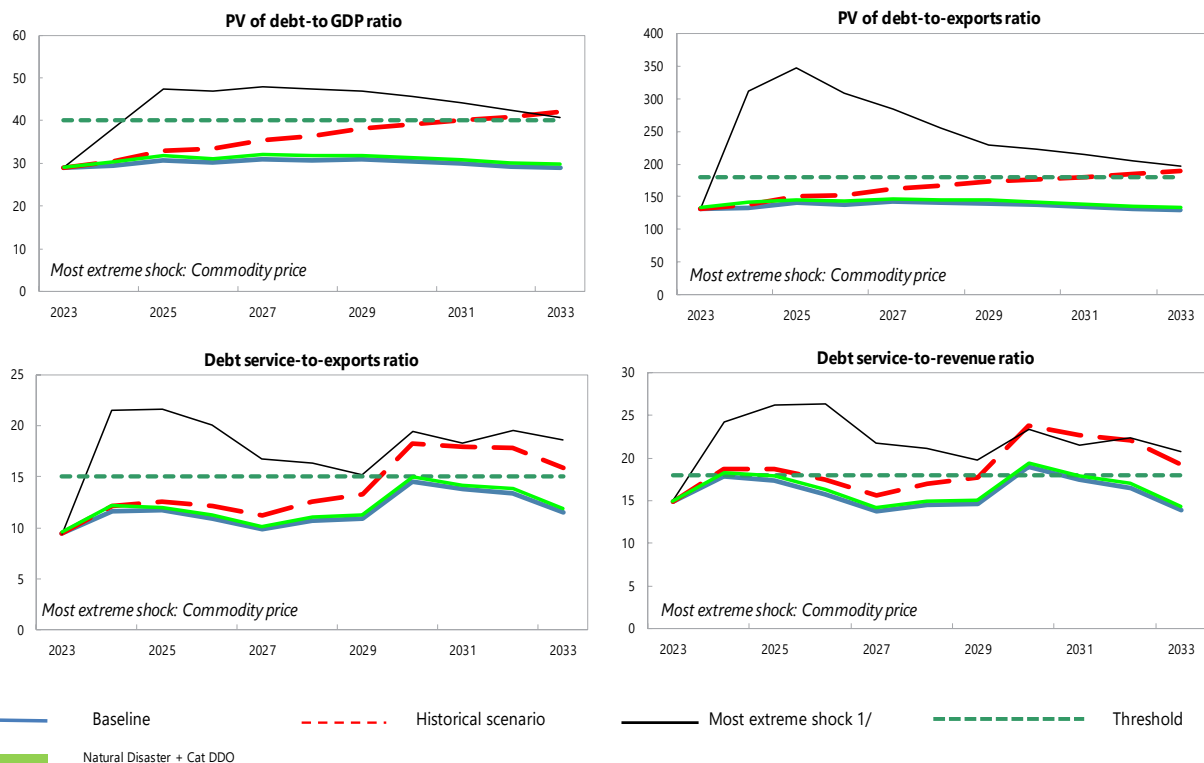 PV of debt-to GDP ratio
60
50
40
30
20
10
0
Most extreme shock: Commodity price
2023 2025 2027 2029 2031 2033
PV of debt-to-exports ratio
400
350
300
250
200
150
100
50
0
Most extreme shock: Commodity price
2023 2025 2027 2029 2031 2033
Debt service-to-exports ratio
25
20
15
10
5
0
Most extreme shock: Commodity price
2023 2025 2027 2029 2031 2033
Debt service-to-revenue ratio
30
25
20
15
10
5
0
Most extreme shock: Commodity price
2023 2025 2027 2029 2031 2033
Baseline Historical scenario Most extreme shock 1/ Threshold
Natural Disaster + Cat DDO